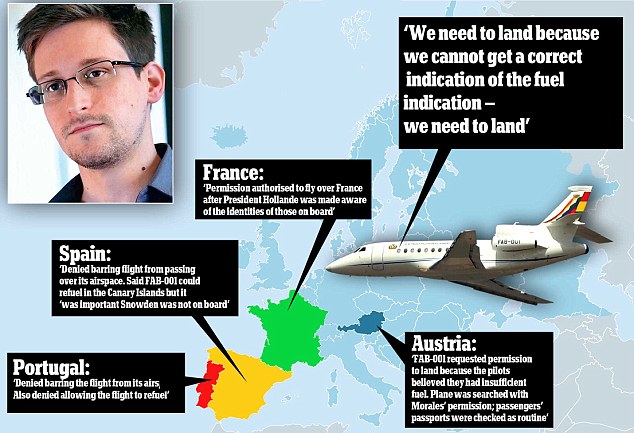 ‘We need to land because
we cannot get a correct
indication of the fuel
indication –
we need to land’
France:
‘Permission authorised to fly over France
after President Hollande was made aware
of the identities of those on board’
FAB-001
Spain:
‘Denied barring flight from passing
over its airspace. Said FAB-001 could
refuel in the Canary Islands but it
‘was important Snowden was not on board’
Portugal:
‘Denied barring the flight from its airs,
Also denied allowing the flight to refuel’
Austria:
‘FAB-001 requested permission
to land because the pilots
believed they had insufficient
fuel. Plane was searched with
Morales’ permission; passengers’
passports were checked as routine’